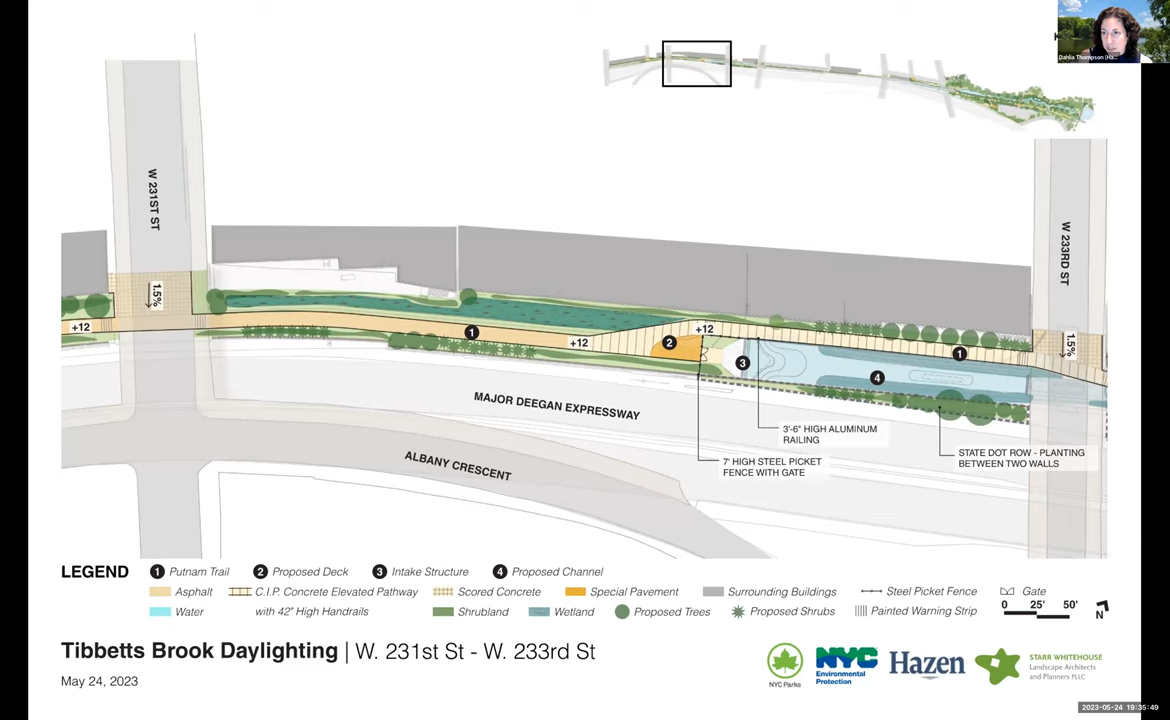 Dahlia Thompson (Ha...
W 231ST ST
W 233RD ST
1.5%
1.5%
+12
+12
+12
1
2
3
4
1
MAJOR DEEGAN EXPRESSWAY
ALBANY CRESCENT
3'-6" HIGH ALUMINUM
RAILING
7' HIGH STEEL PICKET
FENCE WITH GATE
STATE DOT ROW - PLANTING
BETWEEN TWO WALLS
LEGEND
1 Putnam Trail
2 Proposed Deck
3 Intake Structure
4 Proposed Channel
Asphalt
C.I.P. Concrete Elevated Pathway
with 42" High Handrails
Scored Concrete
Special Pavement
Surrounding Buildings
Steel Picket Fence
Gate
Water
Shrubland
Wetland
Proposed Trees
Proposed Shrubs
Painted Warning Strip
0 25' 50'
N
Tibbetts Brook Daylighting | W. 231st St - W. 233rd St
May 24, 2023
NYC Parks
NYC
Environmental
Protection
Hazen
STARR WHITEHOUSE
Landscape Architects
and Planners PLLC
2023-05-24 19:35:49